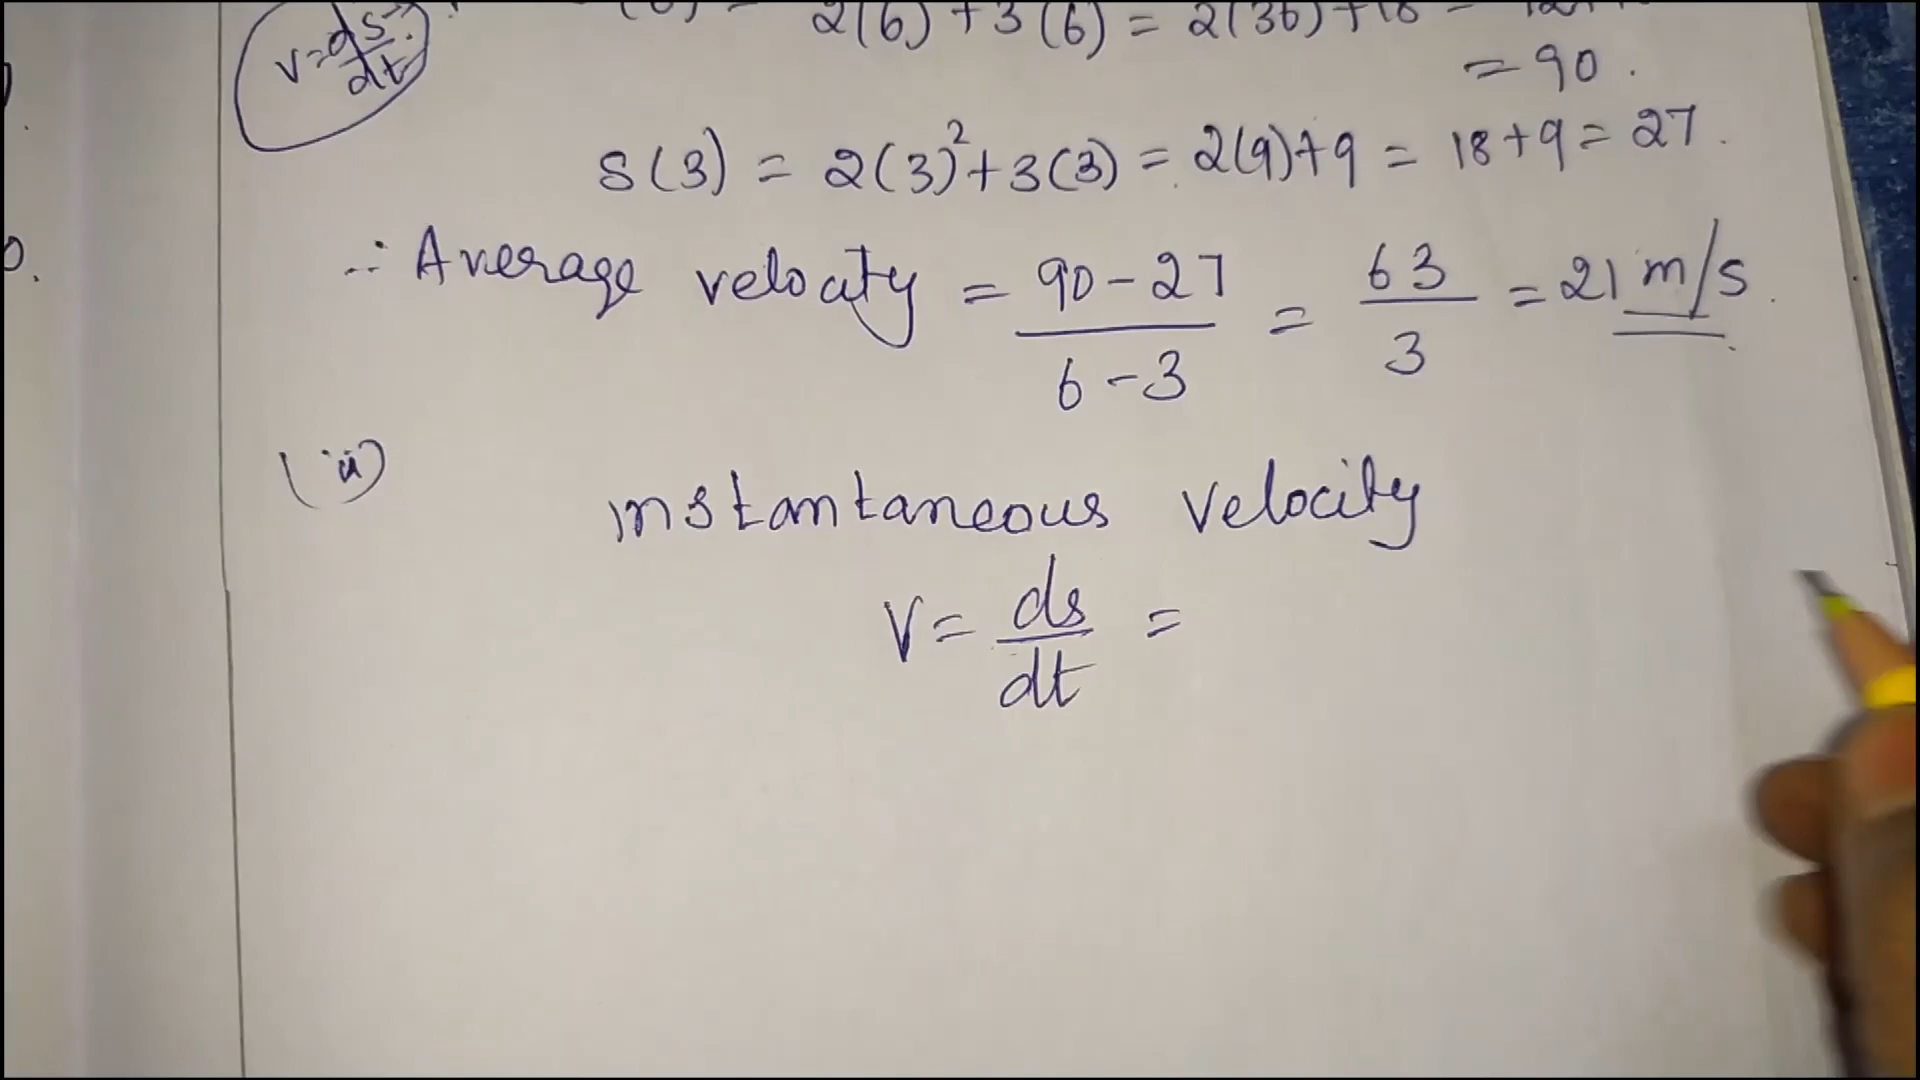 V=ds/dt
2(6) + 3(6) = 2(36)+18 =
= 90.
S(3) = 2(3)²+3(3) = 2(9)+9 = 18+9 = 27.
∴ Average velocity = 90-27/6-3 = 63/3 = 21 m/s.
(ii)
instantaneous velocity
V= ds/dt =